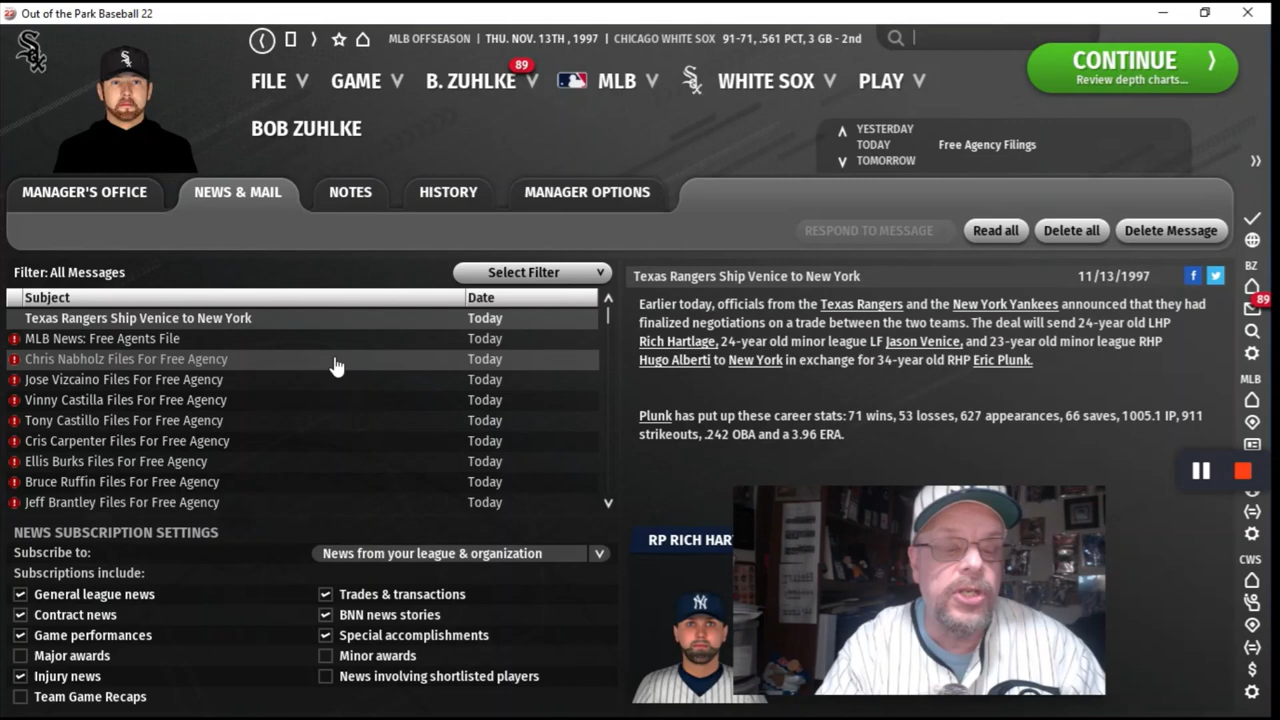 Out of the Park Baseball 22
MLB OFFSEASON | THU. NOV. 13TH , 1997 | CHICAGO WHITE SOX 91-71, .561 PCT, 3 GB - 2nd
CONTINUE
Review depth charts...
89
FILE GAME B. ZUHLKE MLB WHITE SOX PLAY
BOB ZUHLKE
YESTERDAY
TODAY Free Agency Filings
TOMORROW
MANAGER'S OFFICE NEWS & MAIL NOTES HISTORY MANAGER OPTIONS
RESPOND TO MESSAGE Read all Delete all Delete Message
Filter: All Messages Select Filter
Subject Date
Texas Rangers Ship Venice to New York Today
MLB News: Free Agents File Today
Chris Nabholz Files For Free Agency Today
Jose Vizcaino Files For Free Agency Today
Vinny Castilla Files For Free Agency Today
Tony Castillo Files For Free Agency Today
Cris Carpenter Files For Free Agency Today
Ellis Burks Files For Free Agency Today
Bruce Ruffin Files For Free Agency Today
Jeff Brantley Files For Free Agency Today
NEWS SUBSCRIPTION SETTINGS
Subscribe to: News from your league & organization
Subscriptions include:
General league news Trades & transactions
Contract news BNN news stories
Game performances Special accomplishments
Major awards Minor awards
Injury news News involving shortlisted players
Team Game Recaps
Texas Rangers Ship Venice to New York 11/13/1997
Earlier today, officials from the Texas Rangers and the New York Yankees announced that they had
finalized negotiations on a trade between the two teams. The deal will send 24-year old LHP
Rich Hartlage, 24-year old minor league LF Jason Venice, and 23-year old minor league RHP
Hugo Alberti to New York in exchange for 34-year old RHP Eric Plunk.
Plunk has put up these career stats: 71 wins, 53 losses, 627 appearances, 66 saves, 1005.1 IP, 911
strikeouts, .242 OBA and a 3.96 ERA.
RP RICH HAR
BZ
89
MLB
CWS